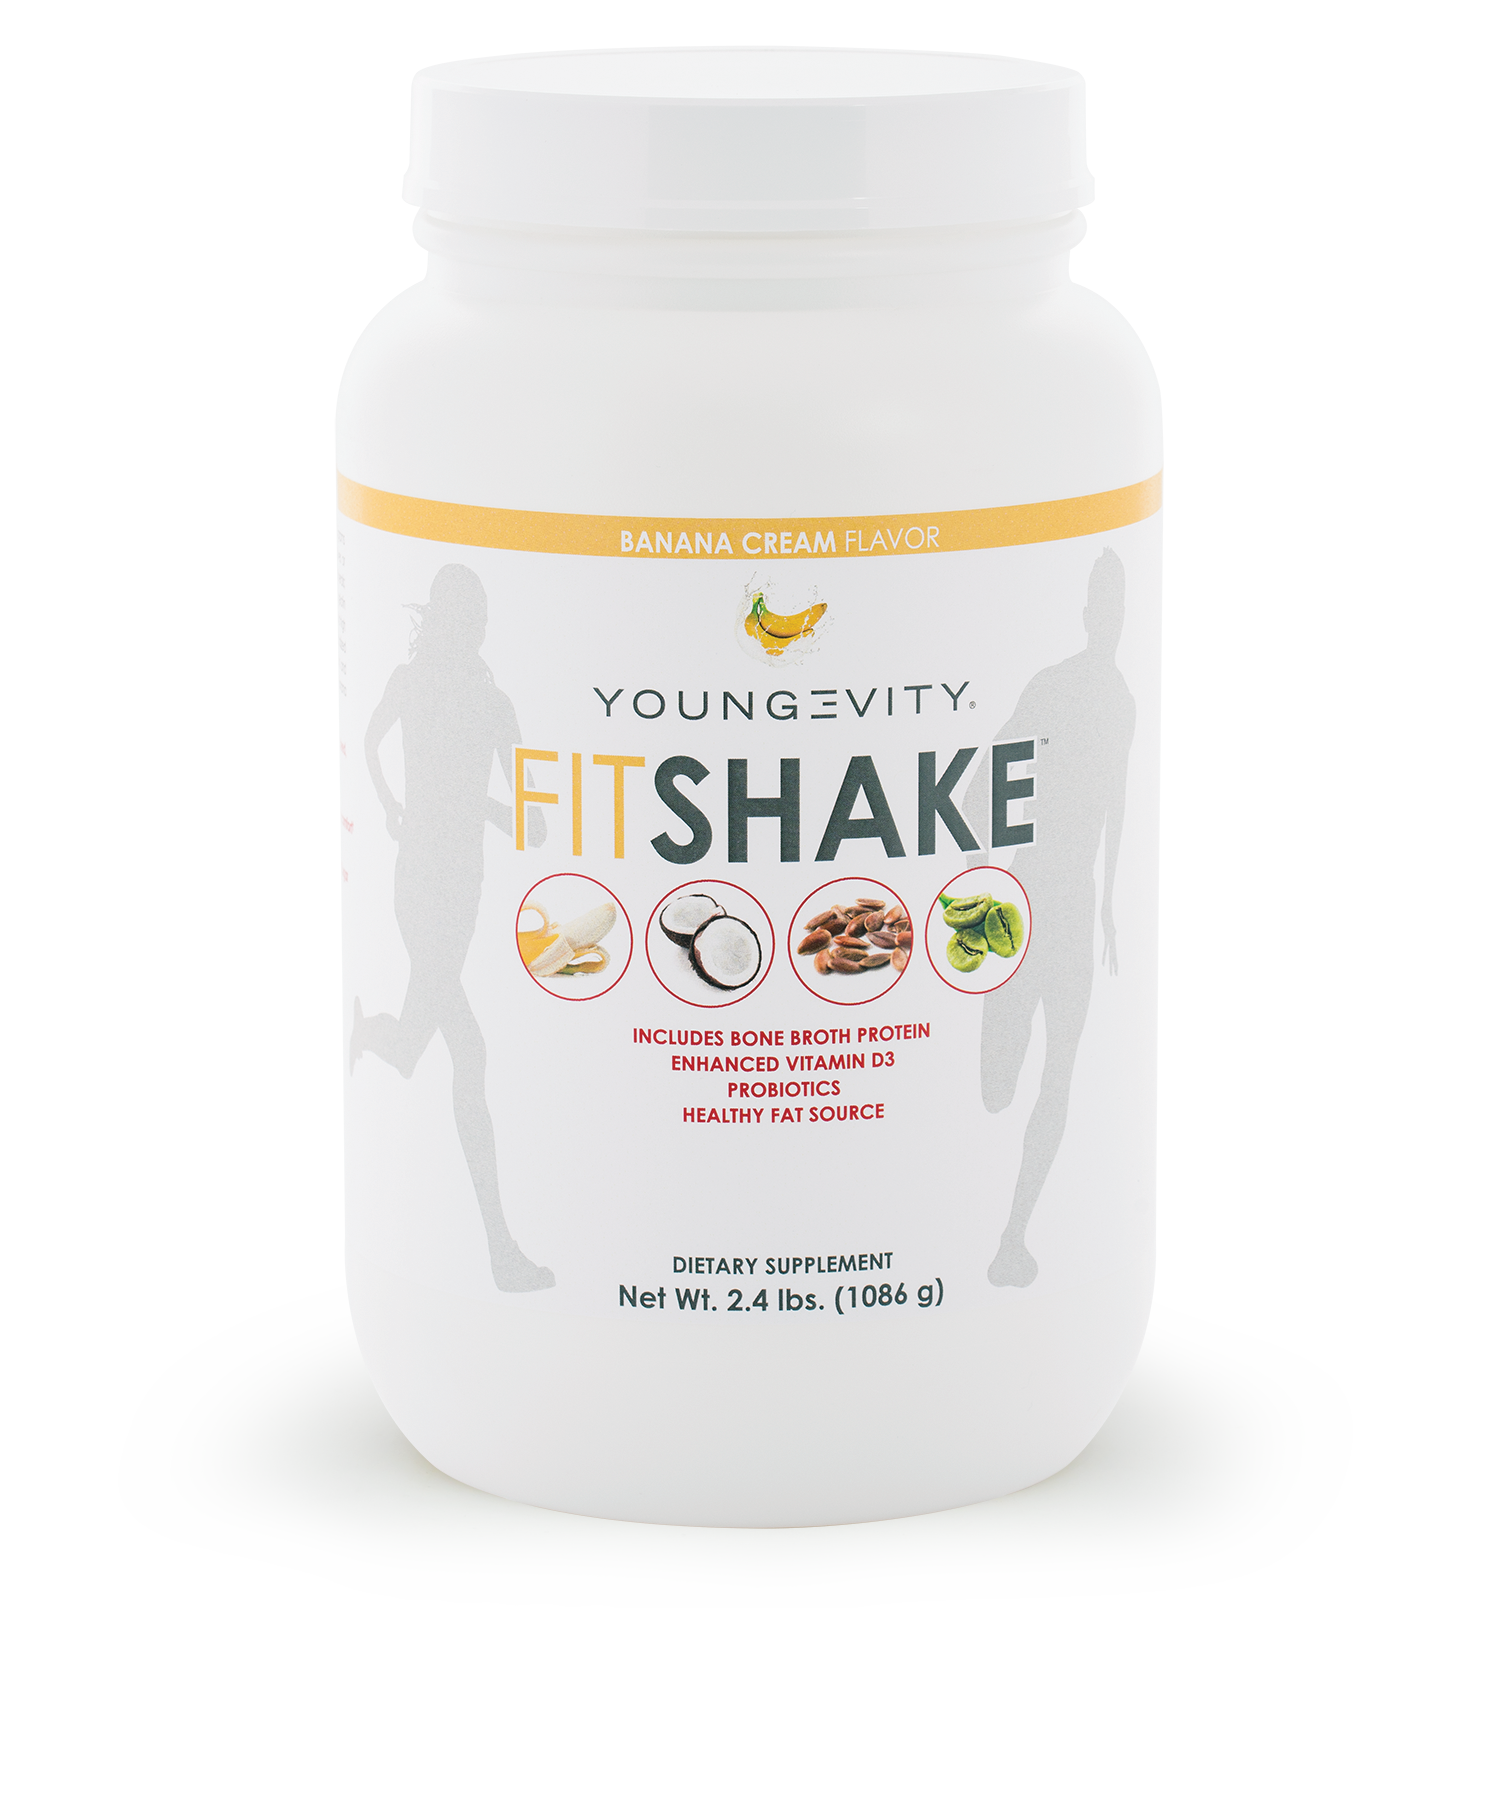 BANANA CREAM FLAVOR
YOUNGEVITY®
FITSHAKE™
INCLUDES BONE BROTH PROTEIN
ENHANCED VITAMIN D3
PROBIOTICS
HEALTHY FAT SOURCE
DIETARY SUPPLEMENT
Net Wt. 2.4 lbs. (1086 g)